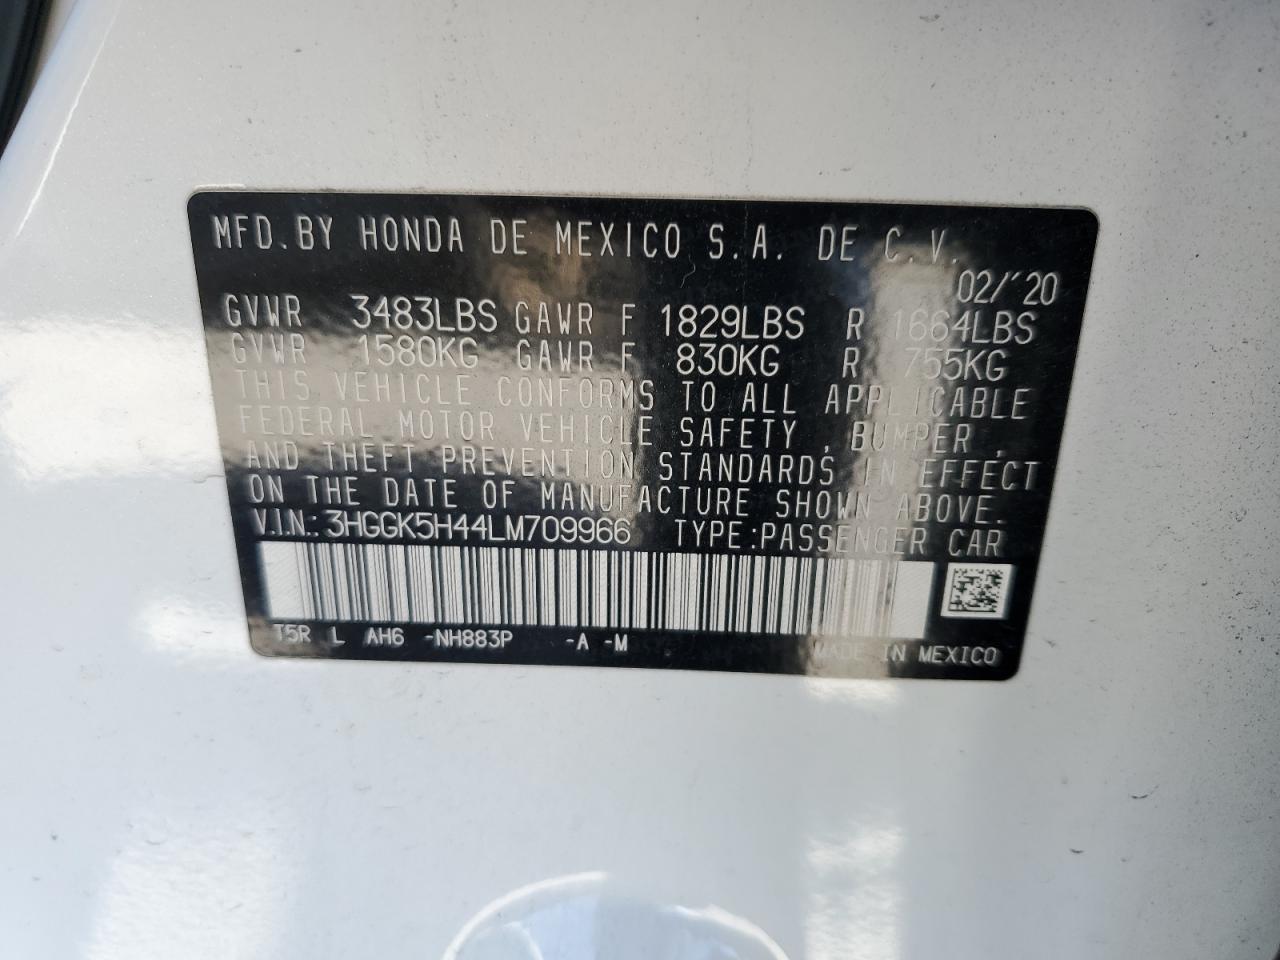 MFD. BY HONDA DE MEXICO S.A. DE C.V.
02/'20
GVWR 3483LBS GAWR F 1829LBS R 1664LBS
GVWR 1580KG GAWR F 830KG R 755KG
THIS VEHICLE CONFORMS TO ALL APPLICABLE
FEDERAL MOTOR VEHICLE SAFETY, BUMPER,
AND THEFT PREVENTION STANDARDS IN EFFECT
ON THE DATE OF MANUFACTURE SHOWN ABOVE.
V.I.N.: 3HGGK5H44LM709966 TYPE:PASSENGER CAR
T5R L AH6 -NH883P -A -M MADE IN MEXICO